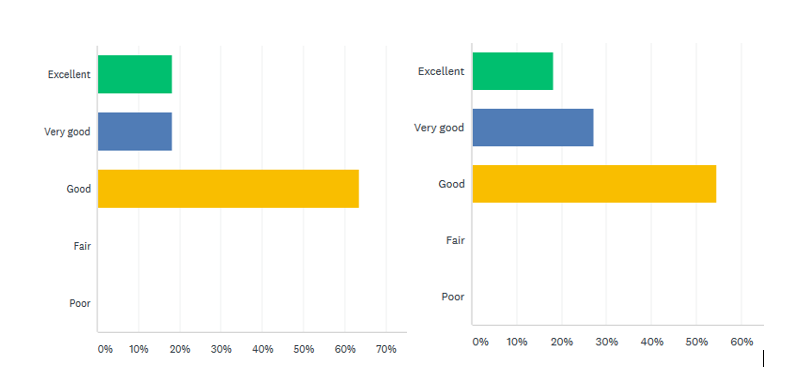 Excellent
Very good
Good
Fair
Poor
0% 10% 20% 30% 40% 50% 60% 70%
Excellent
Very good
Good
Fair
Poor
0% 10% 20% 30% 40% 50% 60%